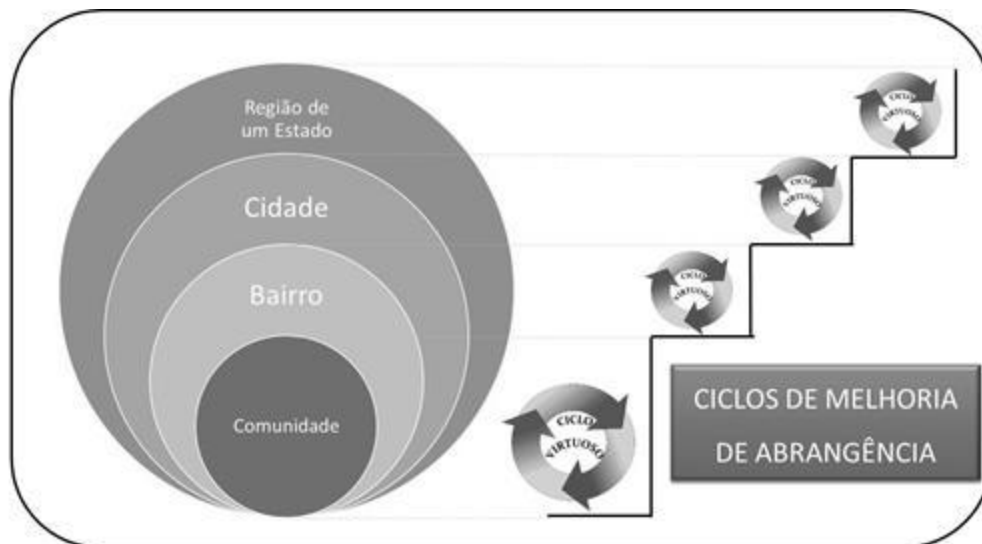 Região de
um Estado
Cidade
Bairro
Comunidade
CICLO
VIRTUOSO
CICLO
VIRTUOSO
CICLO
VIRTUOSO
CICLO
VIRTUOSO
CICLOS DE MELHORIA
DE ABRANGÊNCIA